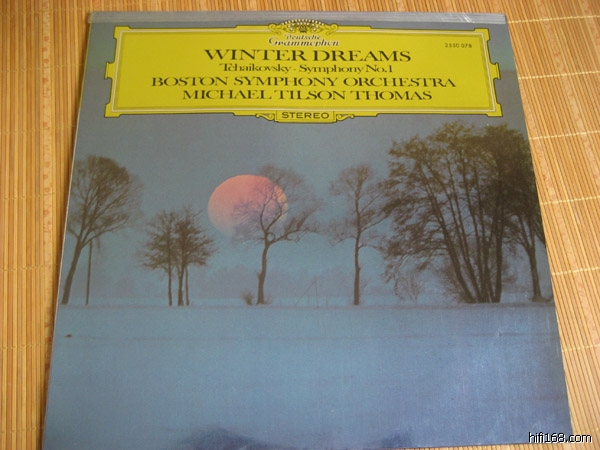 Deutsche
Grammophon
WINTER DREAMS
2530 078
Tchaikovsky · Symphony No.1
BOSTON SYMPHONY ORCHESTRA
MICHAEL TILSON THOMAS
STEREO
hifi168.com